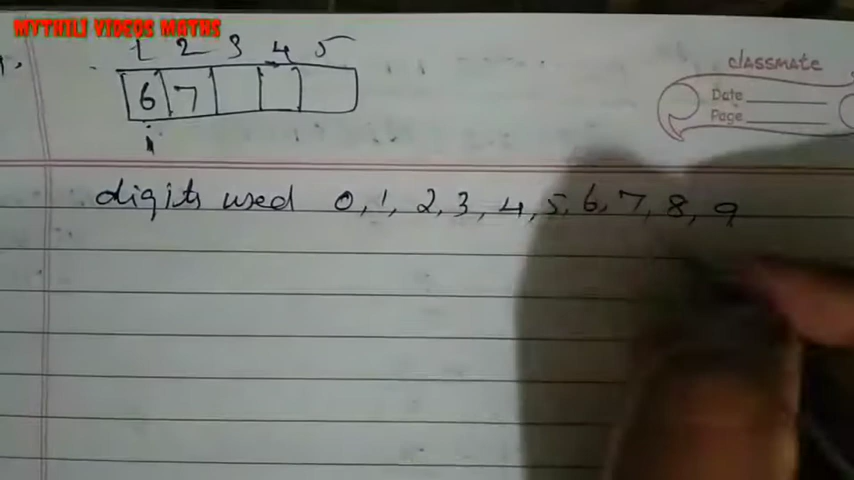 MYTHILI VIDEOS MATHS
1 2 3 4 5
classmate
6 7
Date
Page
digits used 0, 1, 2, 3, 4, 5, 6, 7, 8, 9